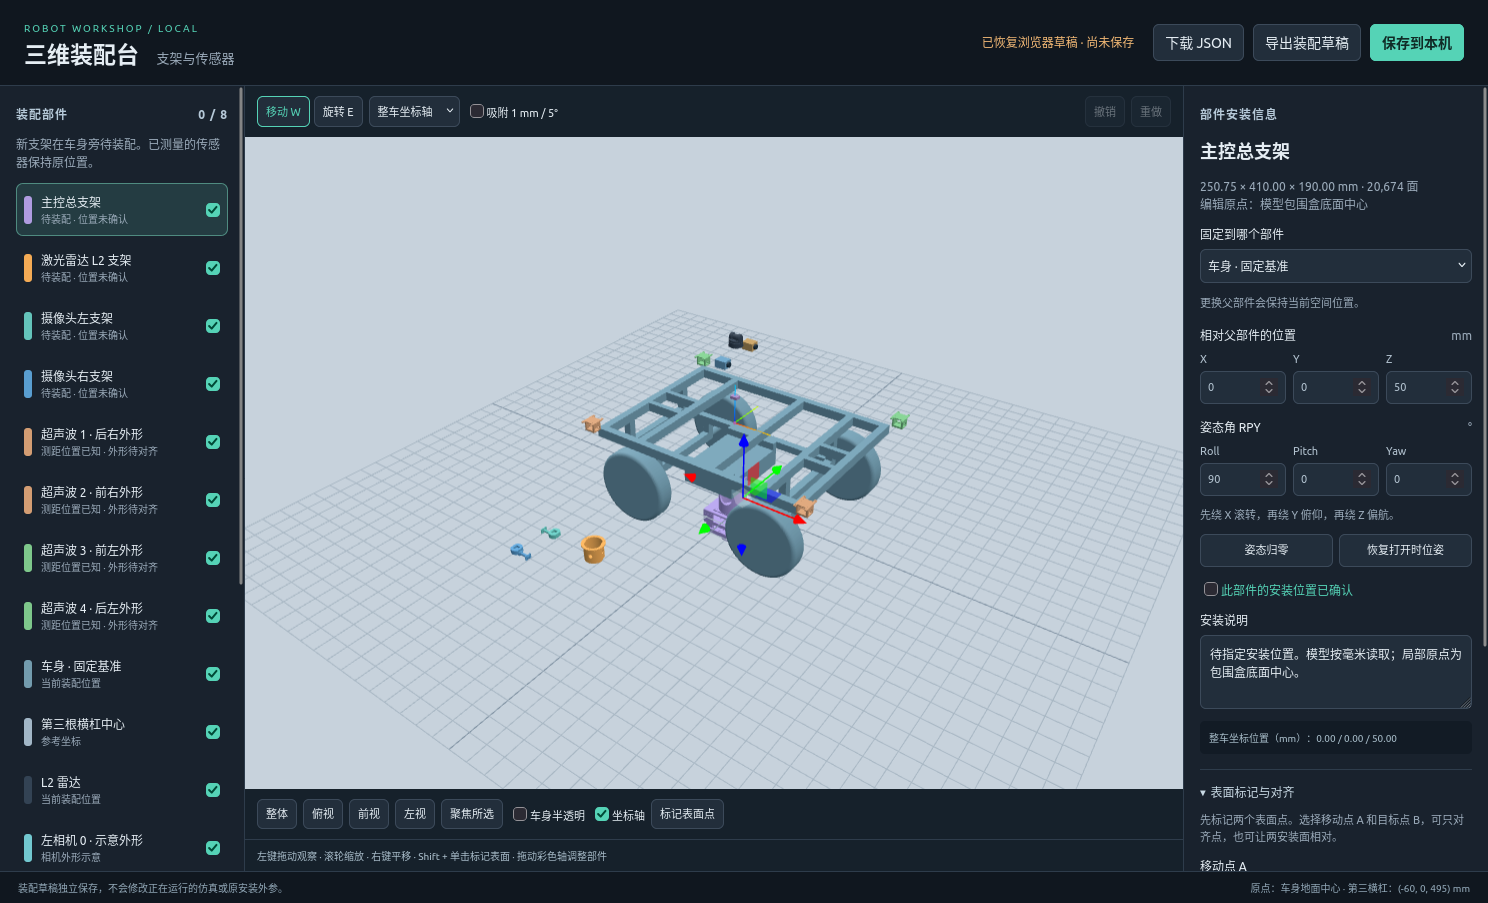 ROBOT WORKSHOP / LOCAL
三维装配台 支架与传感器
已恢复浏览器草稿 · 尚未保存
下载 JSON
导出装配草稿
保存到本机
装配部件 0 / 8
新支架在车身旁待装配。已测量的传感
器保持原位置。
主控总支架
待装配 · 位置未确认
激光雷达 L2 支架
待装配 · 位置未确认
摄像头左支架
待装配 · 位置未确认
摄像头右支架
待装配 · 位置未确认
超声波 1 · 后右外形
测距位置已知 · 外形待对齐
超声波 2 · 前右外形
测距位置已知 · 外形待对齐
超声波 3 · 前左外形
测距位置已知 · 外形待对齐
超声波 4 · 后左外形
测距位置已知 · 外形待对齐
车身 · 固定基准
当前装配位置
第三根横杠中心
参考坐标
L2 雷达
当前装配位置
左相机 0 · 示意外形
相机外形示意
移动 W
旋转 E
整车坐标轴
吸附 1 mm / 5°
撤销
重做
整体
俯视
前视
左视
聚焦所选
车身半透明
坐标轴
标记表面点
左键拖动观察 · 滚轮缩放 · 右键平移 · Shift + 单击标记表面 · 拖动彩色轴调整部件
部件安装信息
主控总支架
250.75 × 410.00 × 190.00 mm · 20,674 面
编辑原点：模型包围盒底面中心
固定到哪个部件
车身 · 固定基准
更换父部件会保持当前空间位置。
相对父部件的位置 mm
X Y Z
0 0 50
姿态角 RPY °
Roll Pitch Yaw
90 0 0
先绕 X 滚转，再绕 Y 俯仰，再绕 Z 偏航。
姿态归零
恢复打开时位姿
此部件的安装位置已确认
安装说明
待指定安装位置。模型按毫米读取；局部原点为
包围盒底面中心。
整车坐标位置（mm）：0.00 / 0.00 / 50.00
▾ 表面标记与对齐
先标记两个表面点。选择移动点 A 和目标点 B，可只对
齐点，也可让两安装面相对。
移动点 A
装配草稿独立保存，不会修改正在运行的仿真或原安装外参。
原点：车身地面中心 · 第三横杠：(-60, 0, 495) mm